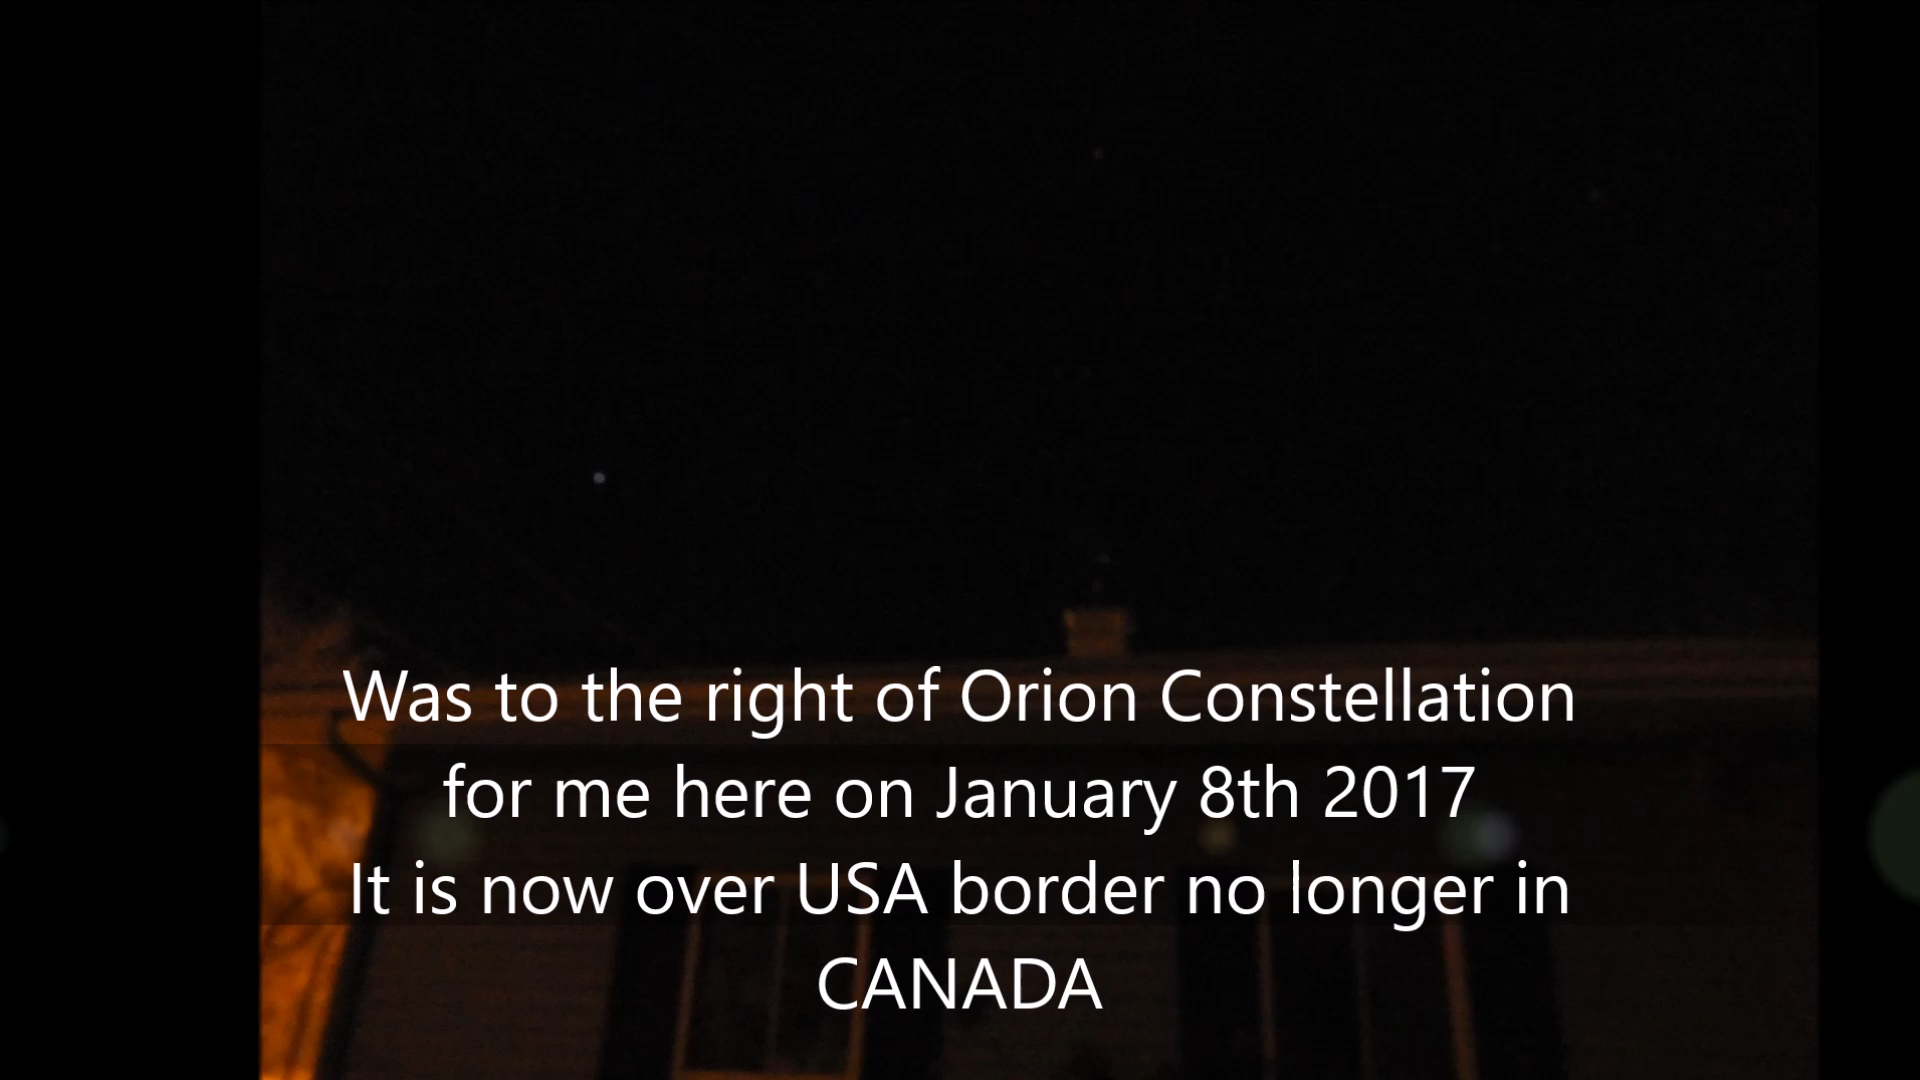 Was to the right of Orion Constellation
for me here on January 8th 2017
It is now over USA border no longer in
CANADA